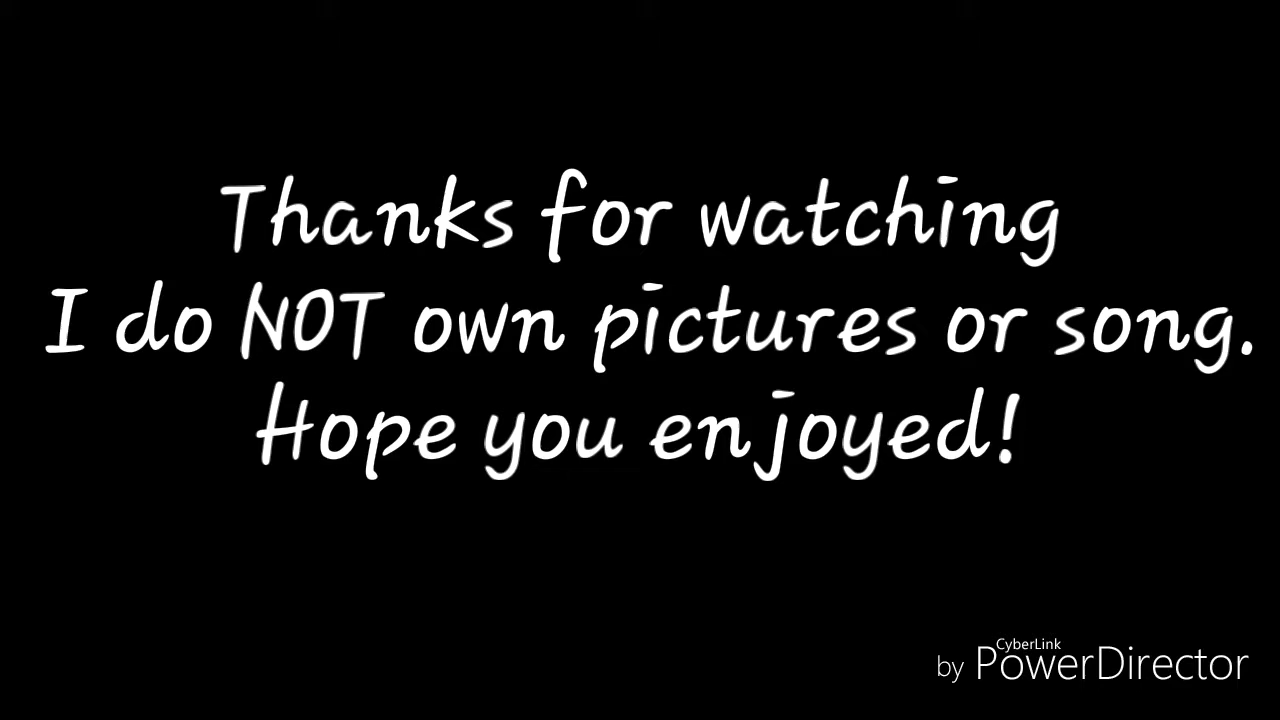 Thanks for watching
I do NOT own pictures or song.
Hope you enjoyed!
CyberLink
by PowerDirector